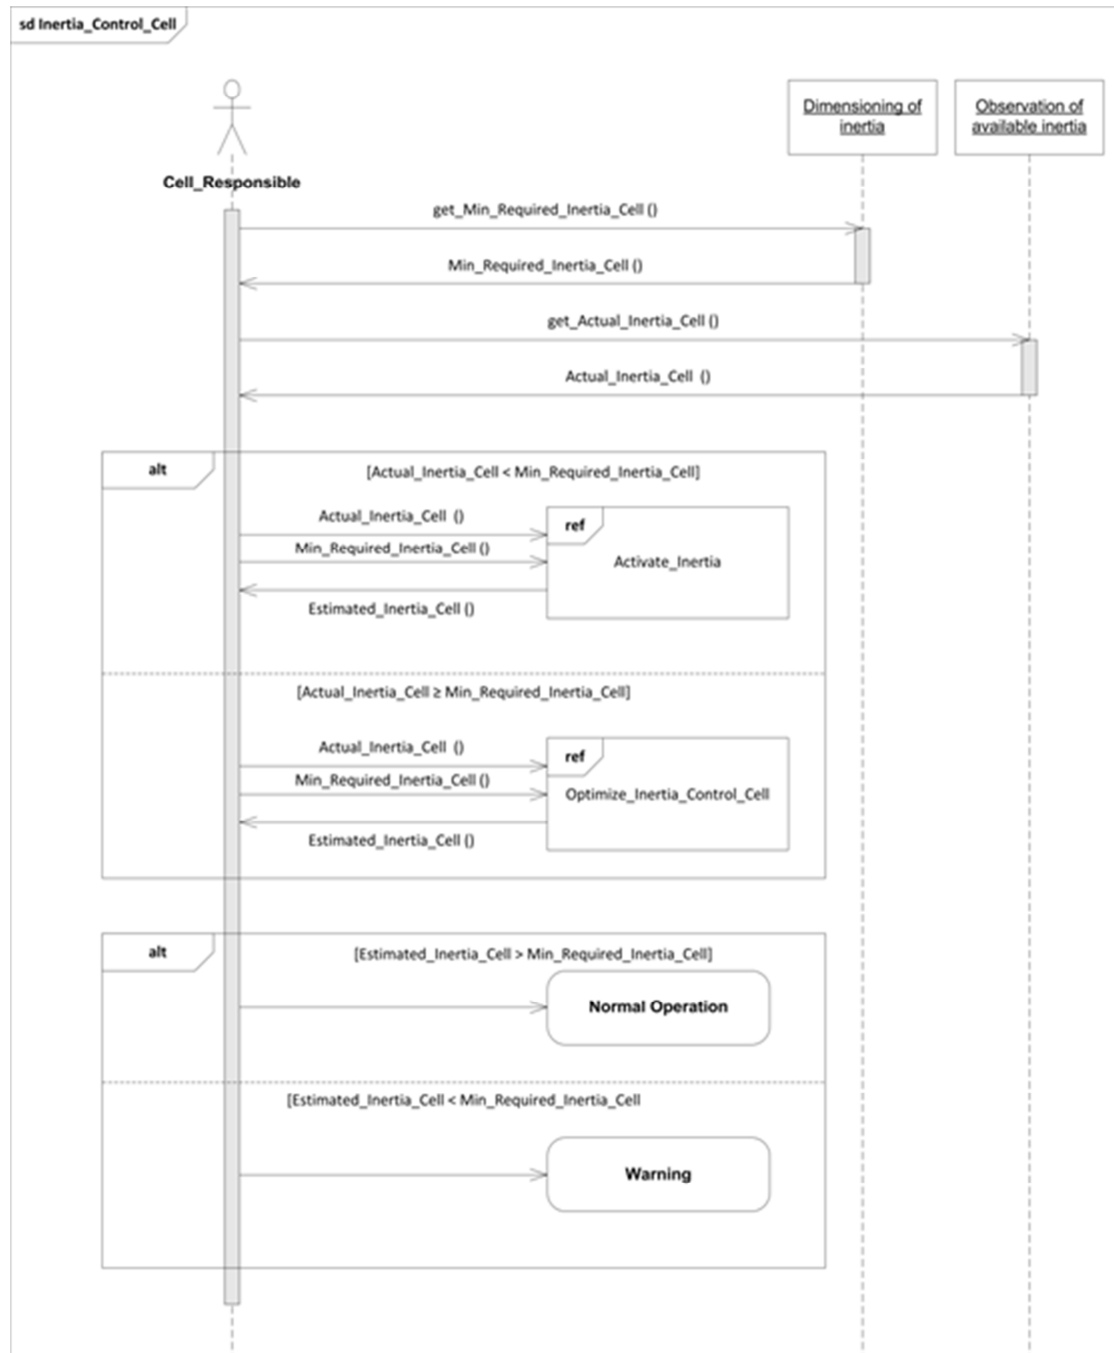 sd Inertia_Control_Cell
Dimensioning of
inertia
Observation of
available inertia
Cell_Responsible
get_Min_Required_Inertia_Cell ()
Min_Required_Inertia_Cell ()
get_Actual_Inertia_Cell ()
Actual_Inertia_Cell ()
alt
[Actual_Inertia_Cell < Min_Required_Inertia_Cell]
Actual_Inertia_Cell ()
ref
Min_Required_Inertia_Cell ()
Activate_Inertia
Estimated_Inertia_Cell ()
[Actual_Inertia_Cell ≥ Min_Required_Inertia_Cell]
Actual_Inertia_Cell ()
ref
Min_Required_Inertia_Cell ()
Optimize_Inertia_Control_Cell
Estimated_Inertia_Cell ()
alt
[Estimated_Inertia_Cell > Min_Required_Inertia_Cell]
Normal Operation
[Estimated_Inertia_Cell < Min_Required_Inertia_Cell
Warning